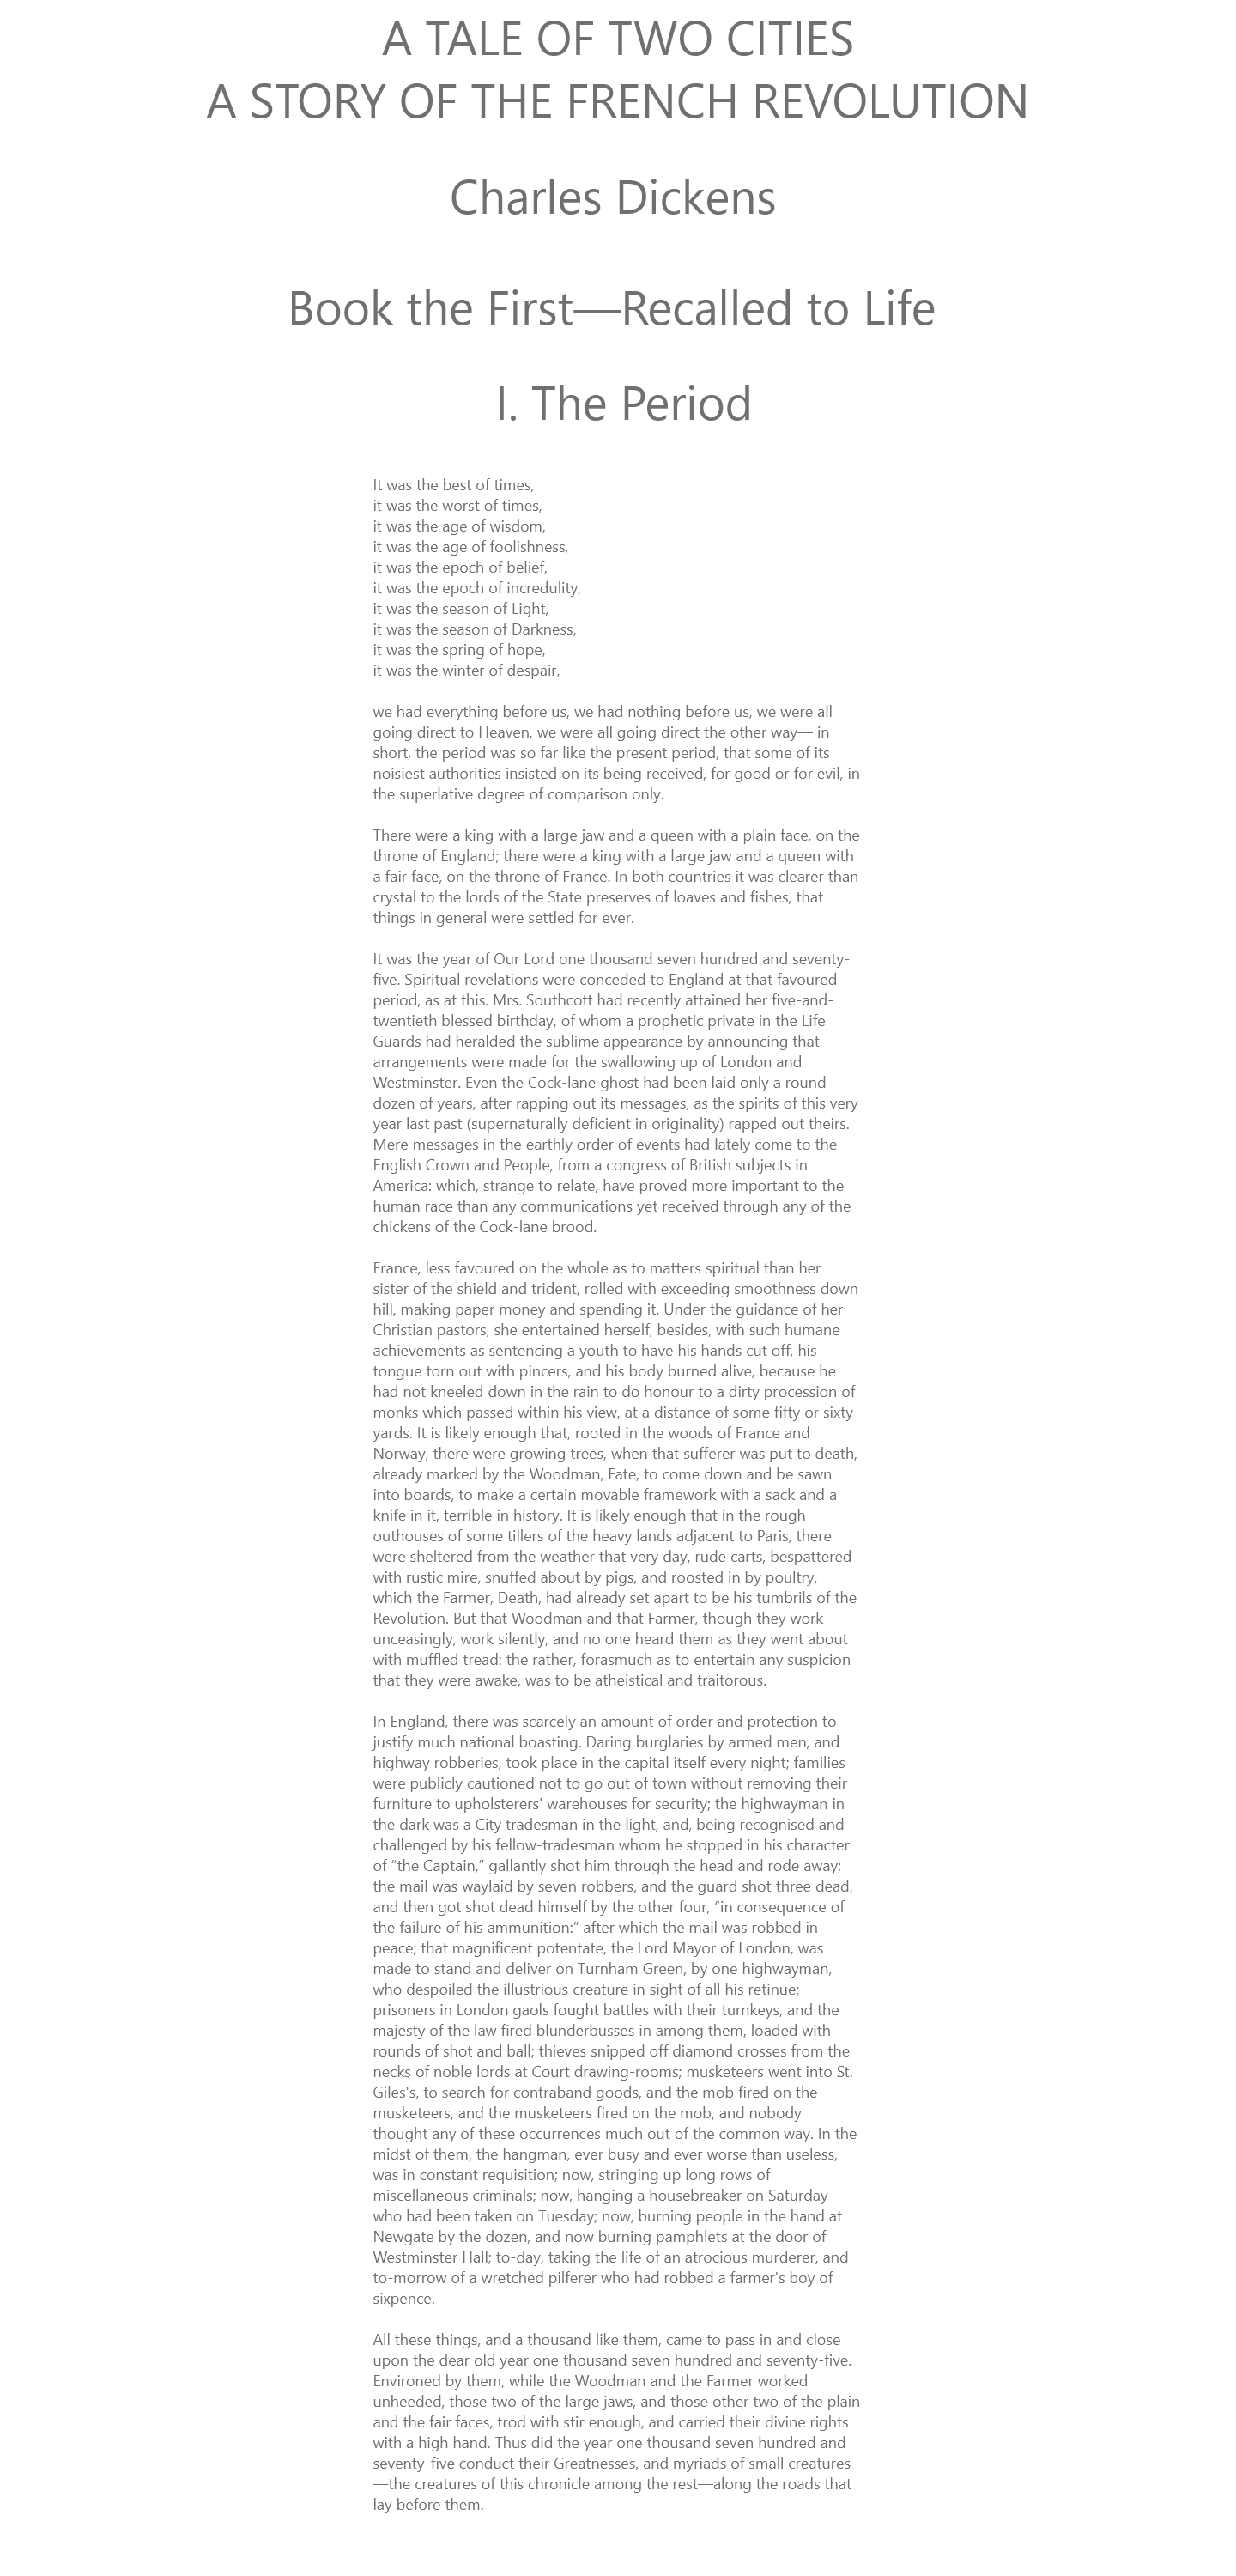 A TALE OF TWO CITIES
A STORY OF THE FRENCH REVOLUTION
Charles Dickens
Book the First—Recalled to Life
I. The Period
It was the best of times,
it was the worst of times,
it was the age of wisdom,
it was the age of foolishness,
it was the epoch of belief,
it was the epoch of incredulity,
it was the season of Light,
it was the season of Darkness,
it was the spring of hope,
it was the winter of despair,
we had everything before us, we had nothing before us, we were all
going direct to Heaven, we were all going direct the other way— in
short, the period was so far like the present period, that some of its
noisiest authorities insisted on its being received, for good or for evil, in
the superlative degree of comparison only.
There were a king with a large jaw and a queen with a plain face, on the
throne of England; there were a king with a large jaw and a queen with
a fair face, on the throne of France. In both countries it was clearer than
crystal to the lords of the State preserves of loaves and fishes, that
things in general were settled for ever.
It was the year of Our Lord one thousand seven hundred and seventy-
five. Spiritual revelations were conceded to England at that favoured
period, as at this. Mrs. Southcott had recently attained her five-and-
twentieth blessed birthday, of whom a prophetic private in the Life
Guards had heralded the sublime appearance by announcing that
arrangements were made for the swallowing up of London and
Westminster. Even the Cock-lane ghost had been laid only a round
dozen of years, after rapping out its messages, as the spirits of this very
year last past (supernaturally deficient in originality) rapped out theirs.
Mere messages in the earthly order of events had lately come to the
English Crown and People, from a congress of British subjects in
America: which, strange to relate, have proved more important to the
human race than any communications yet received through any of the
chickens of the Cock-lane brood.
France, less favoured on the whole as to matters spiritual than her
sister of the shield and trident, rolled with exceeding smoothness down
hill, making paper money and spending it. Under the guidance of her
Christian pastors, she entertained herself, besides, with such humane
achievements as sentencing a youth to have his hands cut off, his
tongue torn out with pincers, and his body burned alive, because he
had not kneeled down in the rain to do honour to a dirty procession of
monks which passed within his view, at a distance of some fifty or sixty
yards. It is likely enough that, rooted in the woods of France and
Norway, there were growing trees, when that sufferer was put to death,
already marked by the Woodman, Fate, to come down and be sawn
into boards, to make a certain movable framework with a sack and a
knife in it, terrible in history. It is likely enough that in the rough
outhouses of some tillers of the heavy lands adjacent to Paris, there
were sheltered from the weather that very day, rude carts, bespattered
with rustic mire, snuffed about by pigs, and roosted in by poultry,
which the Farmer, Death, had already set apart to be his tumbrils of the
Revolution. But that Woodman and that Farmer, though they work
unceasingly, work silently, and no one heard them as they went about
with muffled tread: the rather, forasmuch as to entertain any suspicion
that they were awake, was to be atheistical and traitorous.
In England, there was scarcely an amount of order and protection to
justify much national boasting. Daring burglaries by armed men, and
highway robberies, took place in the capital itself every night; families
were publicly cautioned not to go out of town without removing their
furniture to upholsterers' warehouses for security; the highwayman in
the dark was a City tradesman in the light, and, being recognised and
challenged by his fellow-tradesman whom he stopped in his character
of “the Captain,” gallantly shot him through the head and rode away;
the mail was waylaid by seven robbers, and the guard shot three dead,
and then got shot dead himself by the other four, “in consequence of
the failure of his ammunition:” after which the mail was robbed in
peace; that magnificent potentate, the Lord Mayor of London, was
made to stand and deliver on Turnham Green, by one highwayman,
who despoiled the illustrious creature in sight of all his retinue;
prisoners in London gaols fought battles with their turnkeys, and the
majesty of the law fired blunderbusses in among them, loaded with
rounds of shot and ball; thieves snipped off diamond crosses from the
necks of noble lords at Court drawing-rooms; musketeers went into St.
Giles's, to search for contraband goods, and the mob fired on the
musketeers, and the musketeers fired on the mob, and nobody
thought any of these occurrences much out of the common way. In the
midst of them, the hangman, ever busy and ever worse than useless,
was in constant requisition; now, stringing up long rows of
miscellaneous criminals; now, hanging a housebreaker on Saturday
who had been taken on Tuesday; now, burning people in the hand at
Newgate by the dozen, and now burning pamphlets at the door of
Westminster Hall; to-day, taking the life of an atrocious murderer, and
to-morrow of a wretched pilferer who had robbed a farmer's boy of
sixpence.
All these things, and a thousand like them, came to pass in and close
upon the dear old year one thousand seven hundred and seventy-five.
Environed by them, while the Woodman and the Farmer worked
unheeded, those two of the large jaws, and those other two of the plain
and the fair faces, trod with stir enough, and carried their divine rights
with a high hand. Thus did the year one thousand seven hundred and
seventy-five conduct their Greatnesses, and myriads of small creatures
—the creatures of this chronicle among the rest—along the roads that
lay before them.